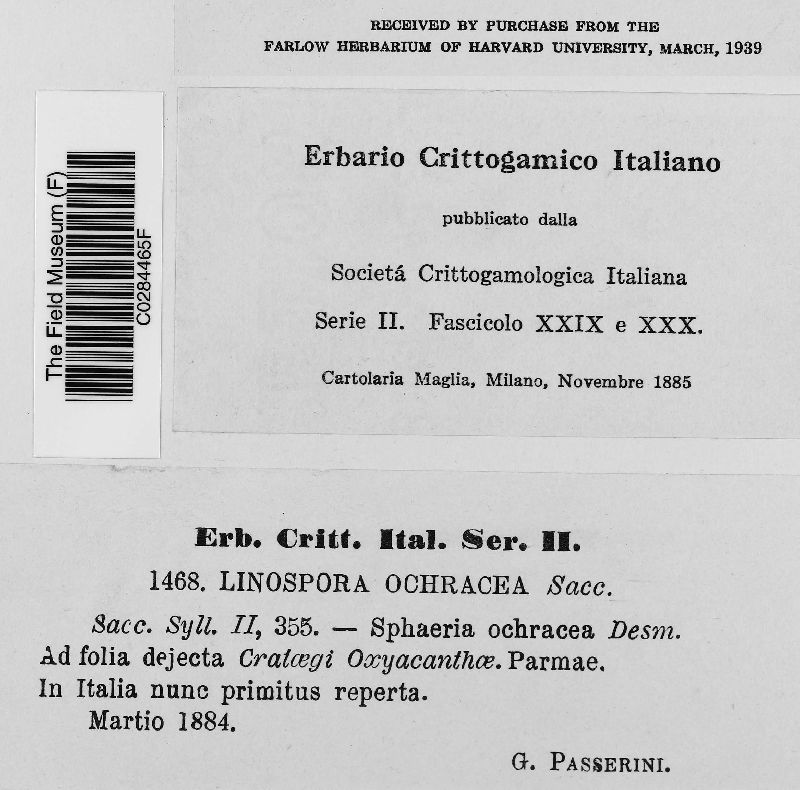 RECEIVED BY PURCHASE FROM THE
FARLOW HERBARIUM OF HARVARD UNIVERSITY, MARCH, 1939
The Field Museum (F)
C0284465F
Erbario Crittogamico Italiano
pubblicato dalla
Societá Crittogamologica Italiana
Serie II. Fascicolo XXIX e XXX.
Cartolaria Maglia, Milano, Novembre 1885
Erb. Critt. Ital. Ser. II.
1468. LINOSPORA OCHRACEA Sacc.
Sacc. Syll. II, 355. — Sphaeria ochracea Desm.
Ad folia dejecta Cratægi Oxyacanthæ. Parmae.
In Italia nunc primitus reperta.
Martio 1884.
G. PASSERINI.